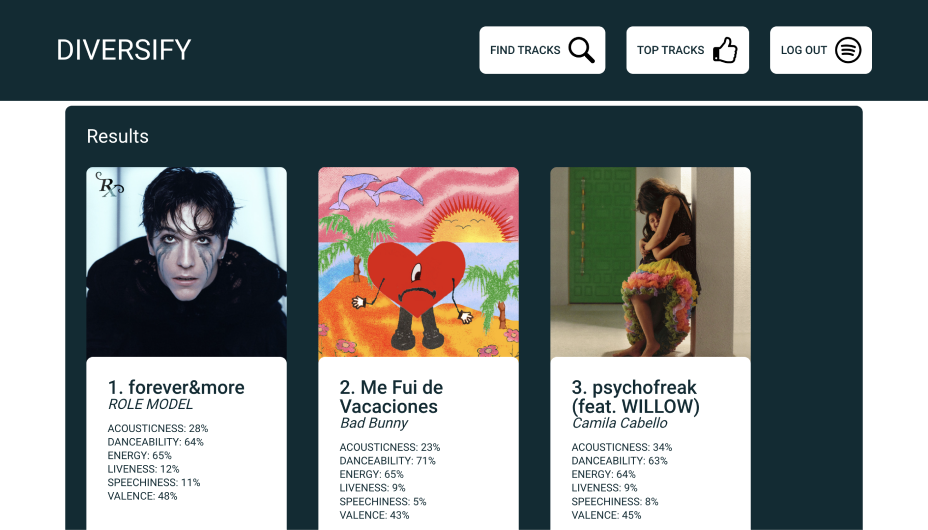 DIVERSIFY
FIND TRACKS
TOP TRACKS
LOG OUT
Results
Rx
1. forever&more
ROLE MODEL
ACOUSTICNESS: 28%
DANCEABILITY: 64%
ENERGY: 65%
LIVENESS: 12%
SPEECHINESS: 11%
VALENCE: 48%
2. Me Fui de
Vacaciones
Bad Bunny
ACOUSTICNESS: 23%
DANCEABILITY: 71%
ENERGY: 65%
LIVENESS: 9%
SPEECHINESS: 5%
VALENCE: 43%
3. psychofreak
(feat. WILLOW)
Camila Cabello
ACOUSTICNESS: 34%
DANCEABILITY: 63%
ENERGY: 64%
LIVENESS: 9%
SPEECHINESS: 8%
VALENCE: 45%